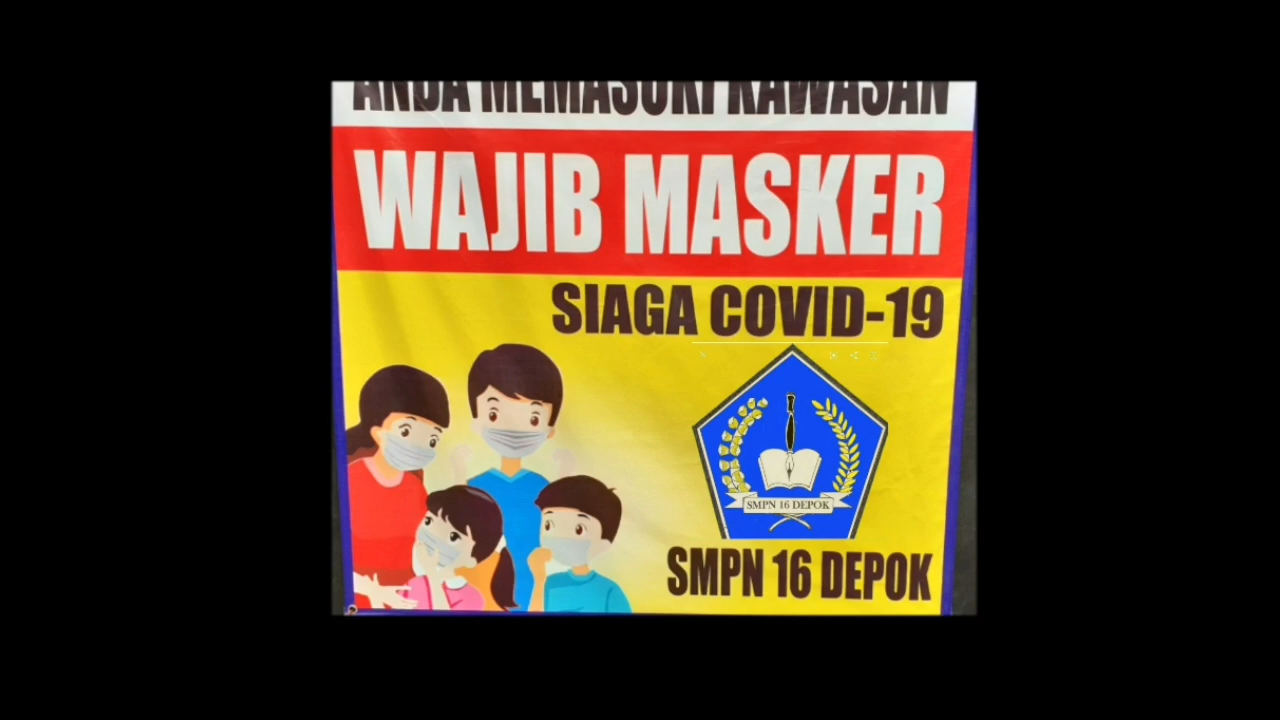 ANDA MEMASUKI KAWASAN
WAJIB MASKER
SIAGA COVID-19
SMPN 16 DEPOK
SMPN 16 DEPOK